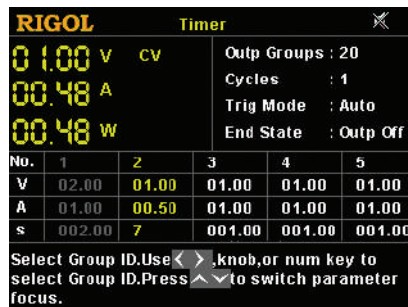 RIGOL Timer
01.00 V CV
00.48 A
00.48 W
Outp Groups : 20
Cycles : 1
Trig Mode : Auto
End State : Outp Off
No. 1 2 3 4 5
V 02.00 01.00 01.00 01.00 01.00
A 01.00 00.50 01.00 01.00 01.00
s 002.00 7 001.00 001.00 001.00
Select Group ID.Use < > ,knob,or num key to
select Group ID.Press to switch parameter
focus.